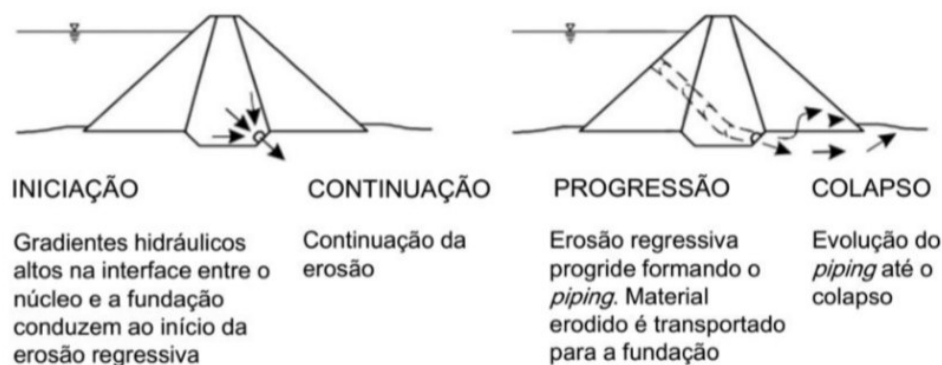 INICIAÇÃO
Gradientes hidráulicos
altos na interface entre o
núcleo e a fundação
conduzem ao início da
erosão regressiva
CONTINUAÇÃO
Continuação da
erosão
PROGRESSÃO
Erosão regressiva
progride formando o
piping. Material
erodido é transportado
para a fundação
COLAPSO
Evolução do
piping até o
colapso